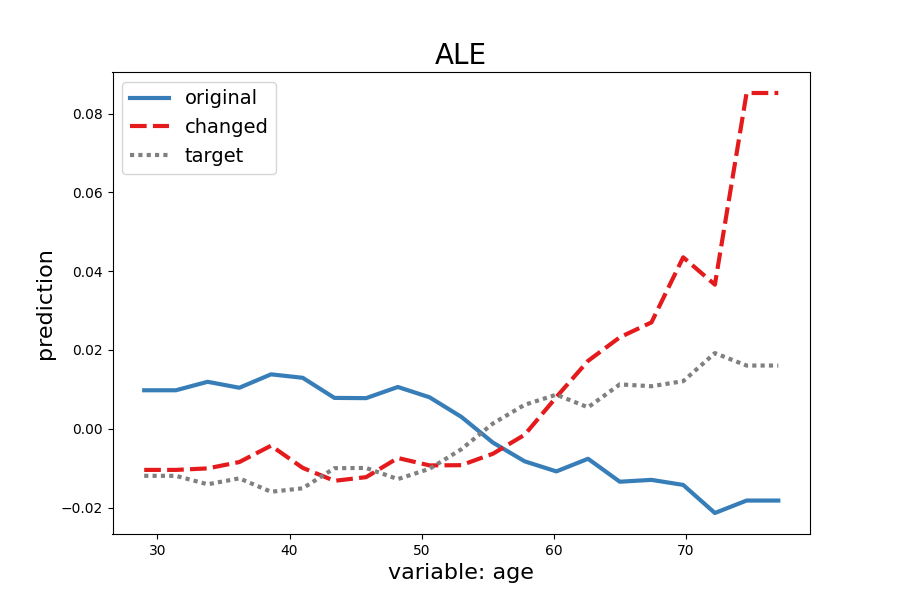 ALE
original
changed
target
prediction
0.08
0.06
0.04
0.02
0.00
−0.02
30 40 50 60 70
variable: age